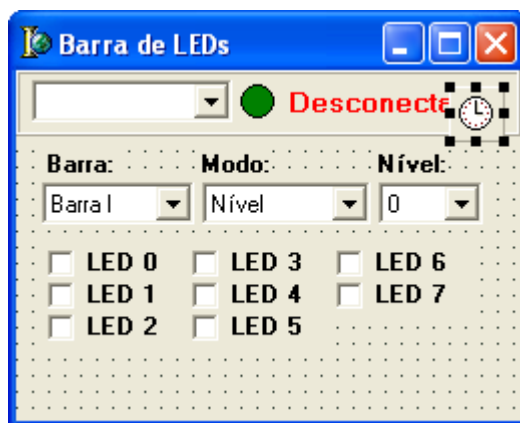 Barra de LEDs
Desconecta
Barra: Modo: Nível:
Barra I Nível 0
LED 0 LED 3 LED 6
LED 1 LED 4 LED 7
LED 2 LED 5